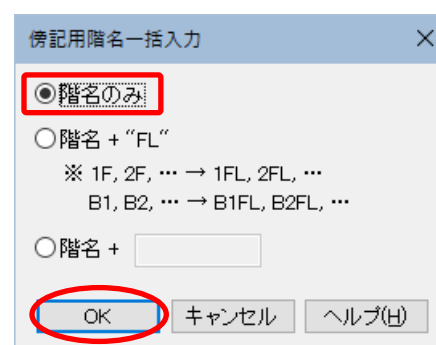 傍記用階名一括入力
階名のみ
階名 + “FL“
※ 1F, 2F, … → 1FL, 2FL, …
B1, B2, … → B1FL, B2FL, …
階名 +
OK キャンセル ヘルプ(H)